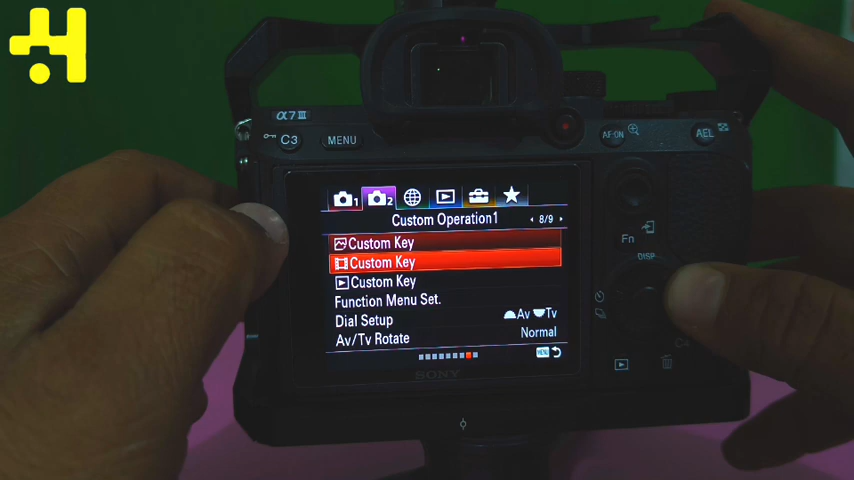 α7III
C3
MENU
AF-ON
AEL
1
2
Custom Operation1
8/9
Custom Key
Custom Key
Custom Key
Function Menu Set.
Dial Setup
Av Tv
Av/Tv Rotate
Normal
MENU
Fn
DISP
C4
SONY